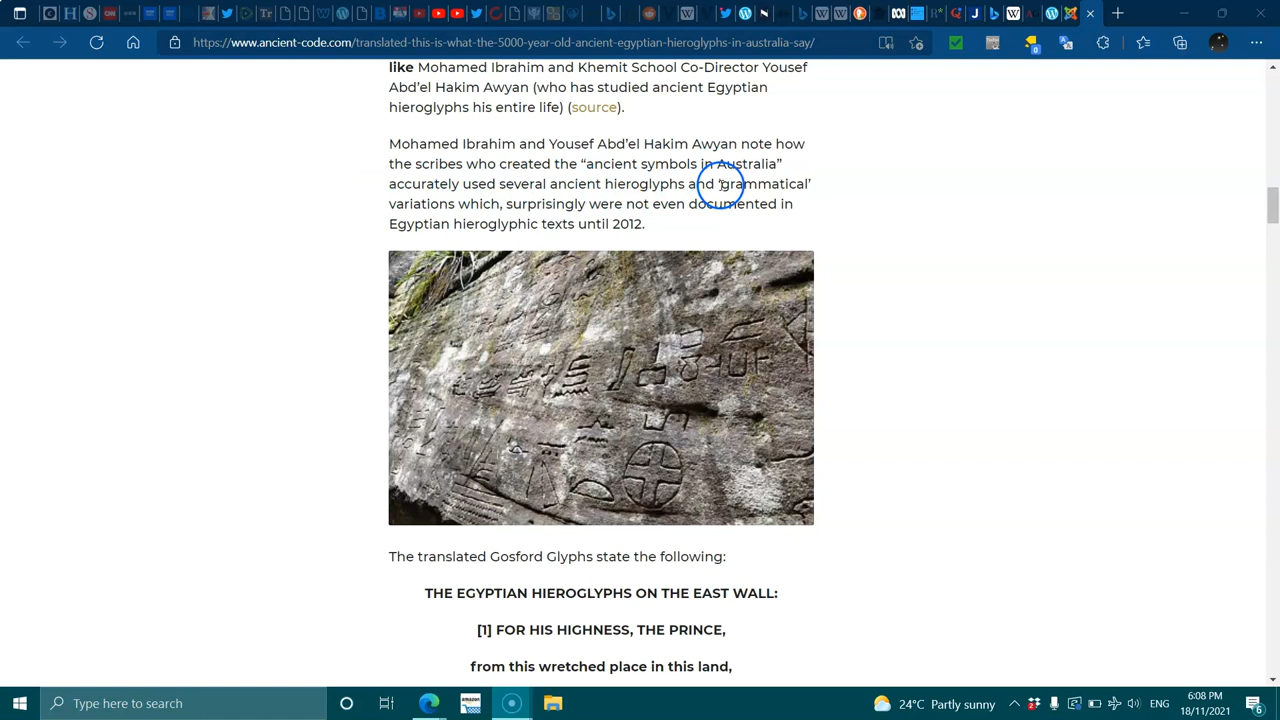 https://www.ancient-code.com/translated-this-is-what-the-5000-year-old-ancient-egyptian-hieroglyphs-in-australia-say/
like Mohamed Ibrahim and Khemit School Co-Director Yousef
Abd'el Hakim Awyan (who has studied ancient Egyptian
hieroglyphs his entire life) (source).
Mohamed Ibrahim and Yousef Abd'el Hakim Awyan note how
the scribes who created the “ancient symbols in Australia”
accurately used several ancient hieroglyphs and ‘grammatical’
variations which, surprisingly were not even documented in
Egyptian hieroglyphic texts until 2012.
The translated Gosford Glyphs state the following:
THE EGYPTIAN HIEROGLYPHS ON THE EAST WALL:
[1] FOR HIS HIGHNESS, THE PRINCE,
from this wretched place in this land,
Type here to search
24°C Partly sunny
ENG
6:08 PM
18/11/2021